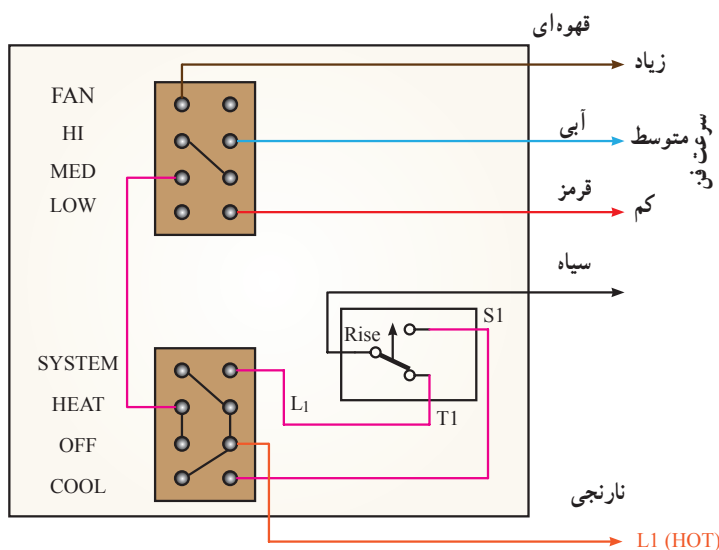 قهوه ای
زیاد
FAN
HI
آبی
متوسط
سرعت فن
MED
قرمز
LOW
کم
سیاه
S1
Rise
SYSTEM
HEAT
L1
T1
OFF
COOL
نارنجی
L1 (HOT)